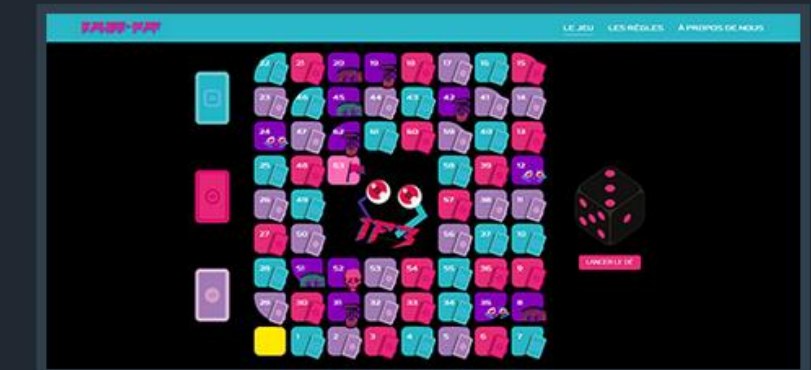 LE JEU LES RÈGLES À PROPOS DE NOUS
22 21 20 19 18 17 16 15
23 46 45 44 43 42 41 14
24 47 62 61 60 59 40 13
25 48 63 58 39 12
26 49 57 38 11
27 50 56 37 10
28 51 52 53 54 55 36 9
29 30 31 32 33 34 35 8
1 2 3 4 5 6 7
LANCER LE DÉ